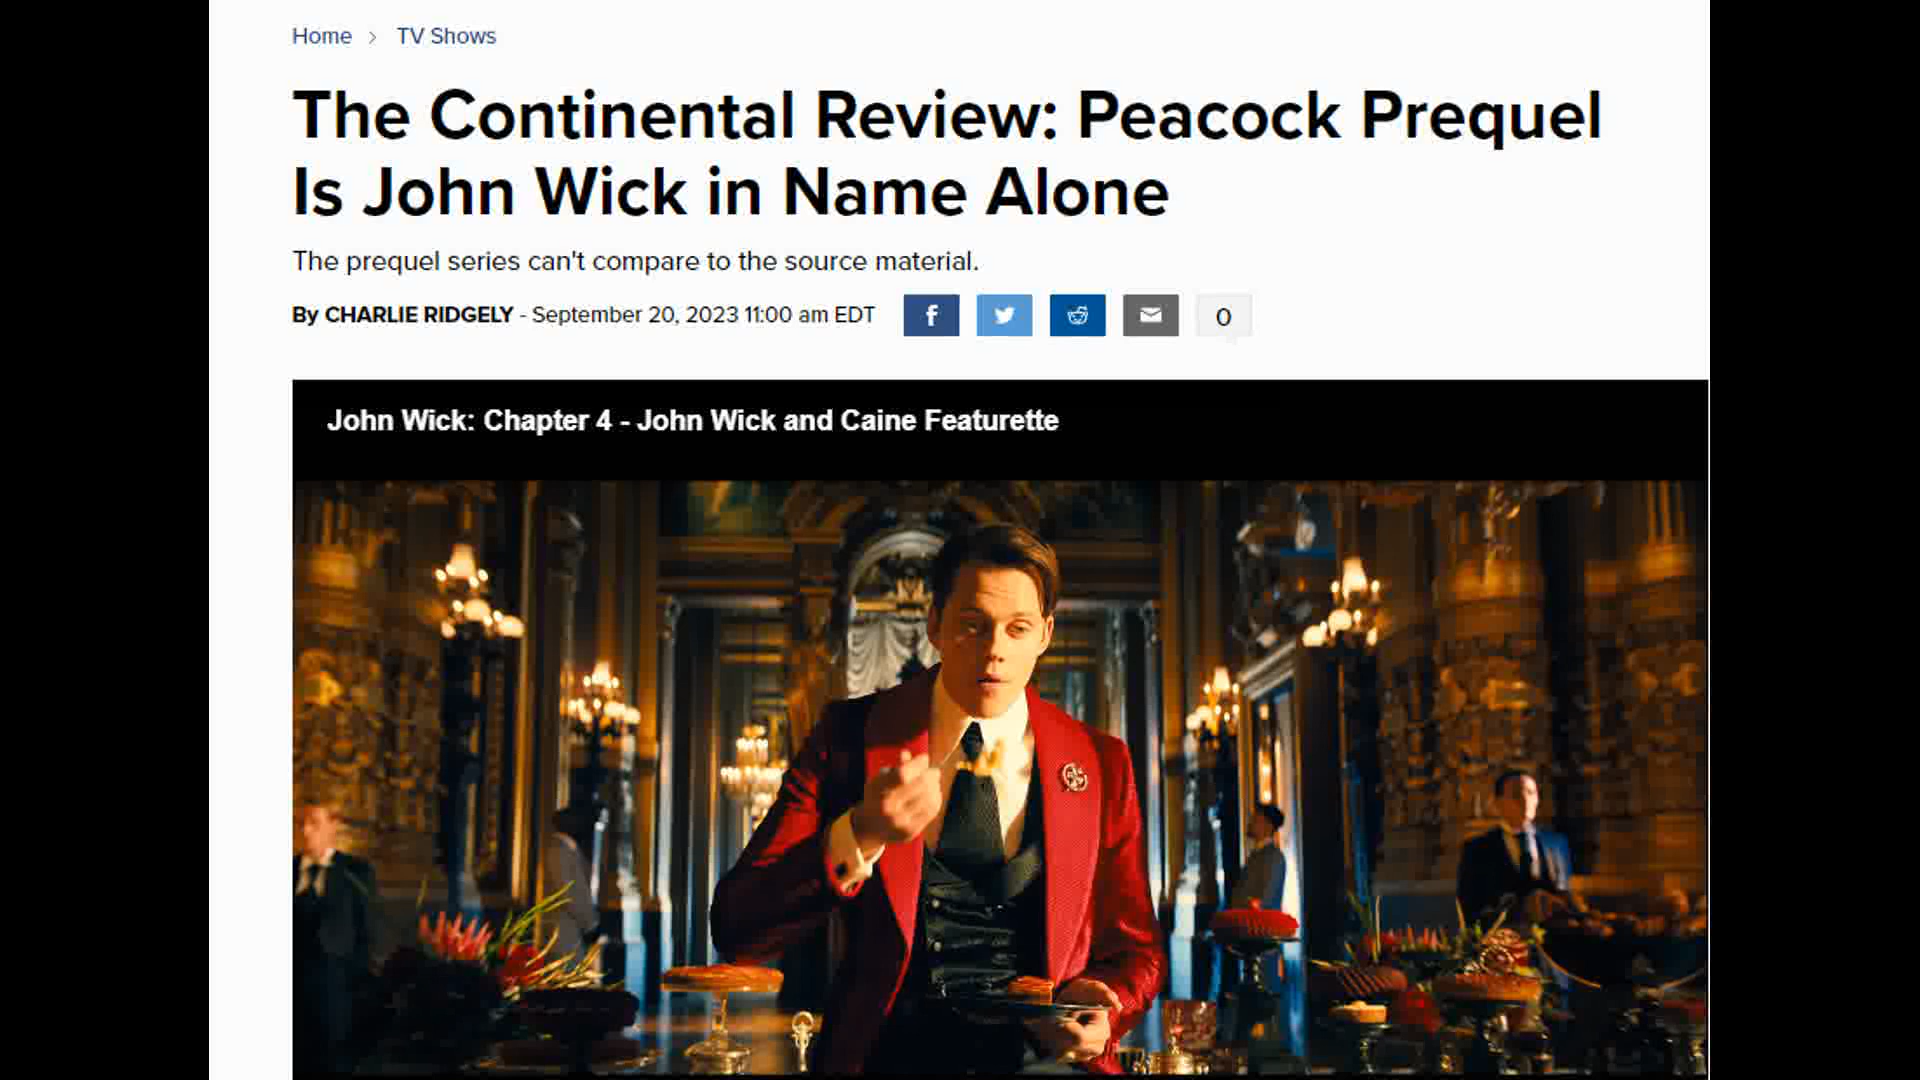 Home > TV Shows
The Continental Review: Peacock Prequel
Is John Wick in Name Alone
The prequel series can't compare to the source material.
By CHARLIE RIDGELY - September 20, 2023 11:00 am EDT
f
0
John Wick: Chapter 4 - John Wick and Caine Featurette